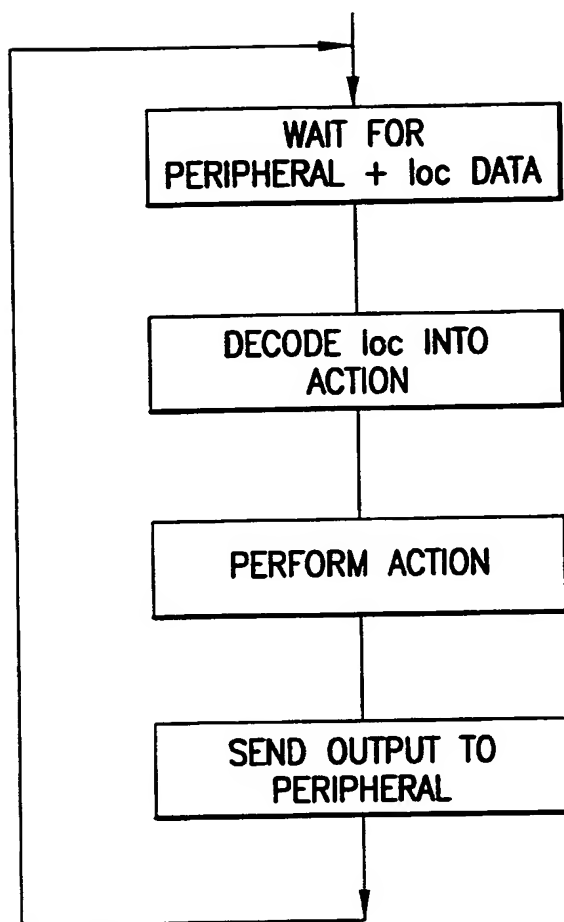 WAIT FOR
PERIPHERAL + loc DATA
DECODE loc INTO
ACTION
PERFORM ACTION
SEND OUTPUT TO
PERIPHERAL